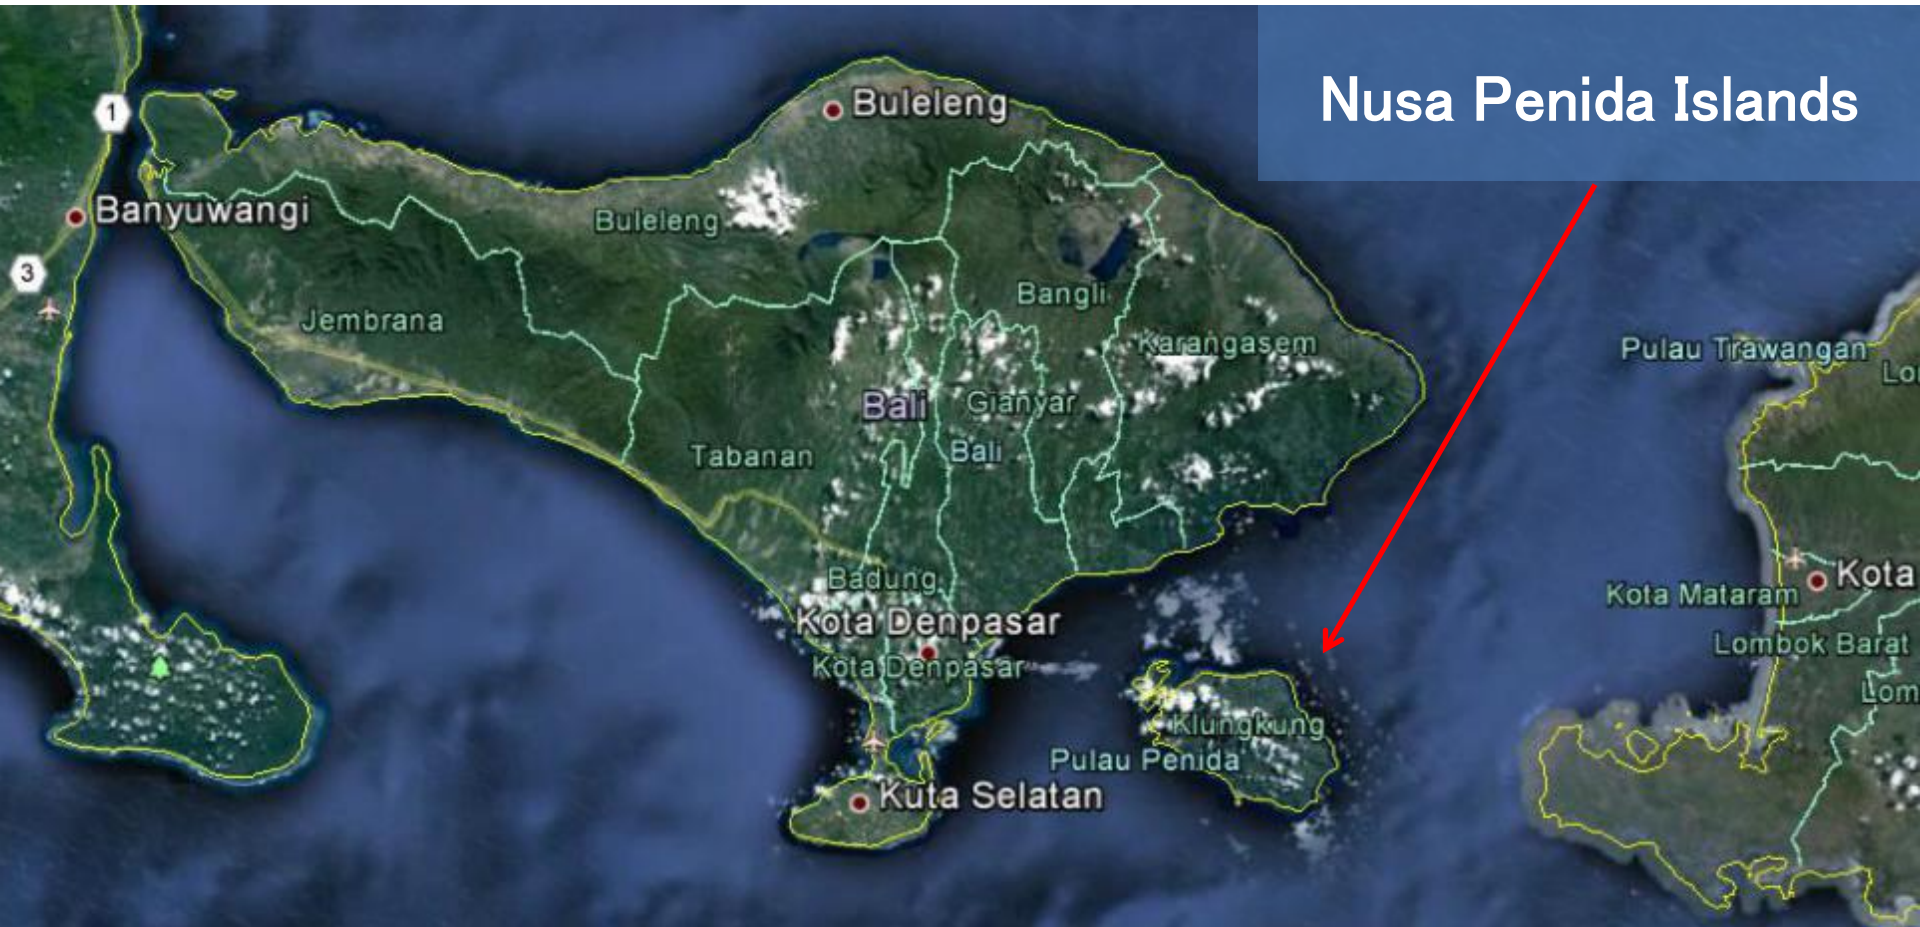 Nusa Penida Islands
1
Buleleng
Banyuwangi
Buleleng
3
Bangli
Jembrana
Karangasem
Pulau Trawangan
Bali
Gianyar
Tabanan
Bali
Badung
Kota
Kota Mataram
Kota Denpasar
Lombok Barat
Kota Denpasar
Klungkung
Pulau Penida
Kuta Selatan
Lom